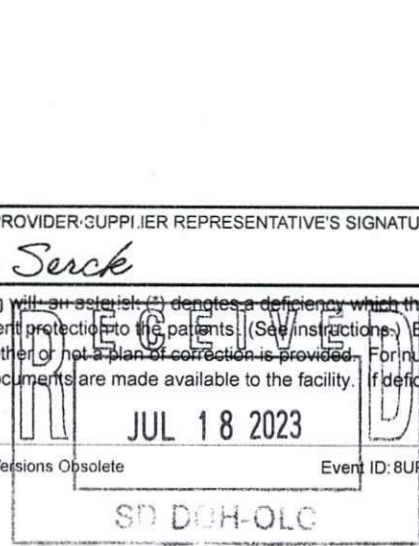 ROVIDER/SUPPLIER REPRESENTATIVE'S SIGNATU
Serck
g with an asterisk (*) denotes a deficiency which th
ent protection to the patients. (See instructions.) E
ther or not a plan of correction is provided. For nu
cuments are made available to the facility. If defic
RECEIVED
JUL 18 2023
ersions Obsolete
Event ID: 8UF
SD DOH-OLC